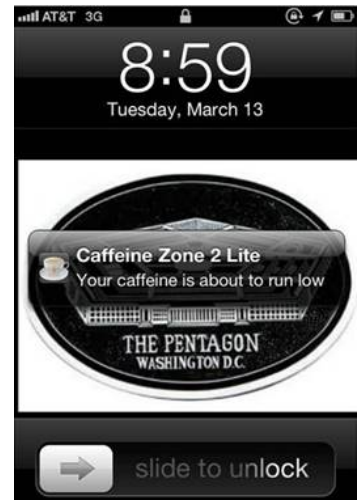 AT&T 3G
8:59
Tuesday, March 13
Caffeine Zone 2 Lite
Your caffeine is about to run low
THE PENTAGON
WASHINGTON D.C.
slide to unlock